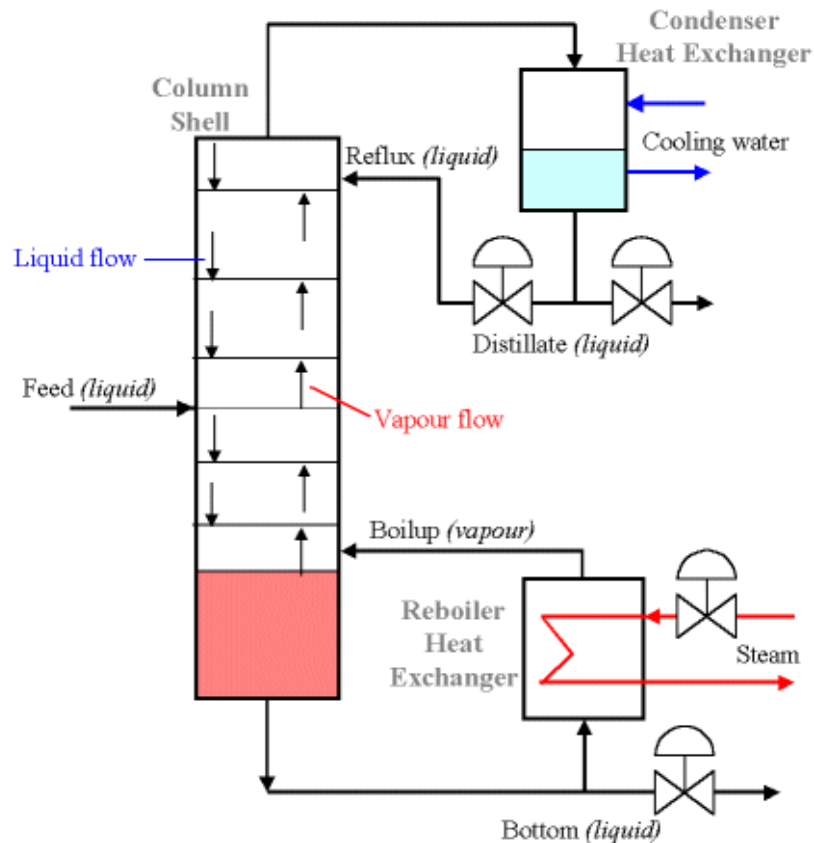 Condenser
Heat Exchanger
Column
Shell
Cooling water
Reflux (liquid)
Liquid flow
Distillate (liquid)
Feed (liquid)
Vapour flow
Boilup (vapour)
Reboiler
Heat
Exchanger
Steam
Bottom (liquid)